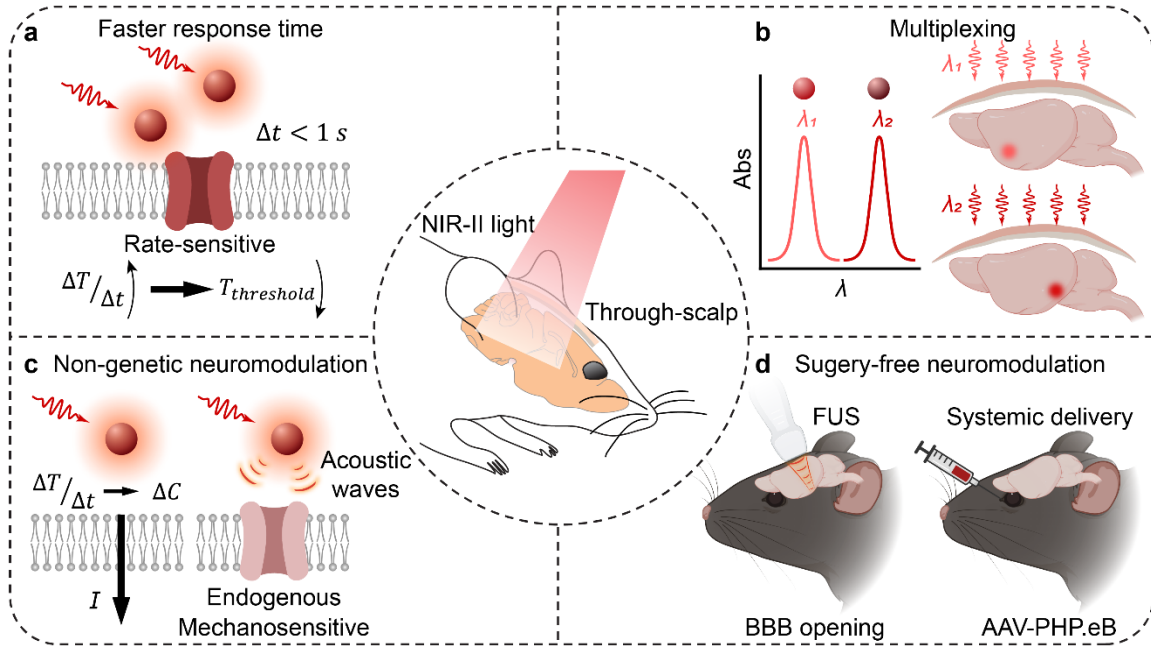 a
Faster response time
Δt < 1 s
Rate-sensitive
ΔT/Δt
T_threshold
b
Multiplexing
Abs
λ1
λ2
λ
λ1
λ2
NIR-II light
Through-scalp
c
Non-genetic neuromodulation
ΔT/Δt
ΔC
I
Acoustic
waves
Endogenous
Mechanosensitive
d
Sugery-free neuromodulation
FUS
BBB opening
Systemic delivery
AAV-PHP.eB